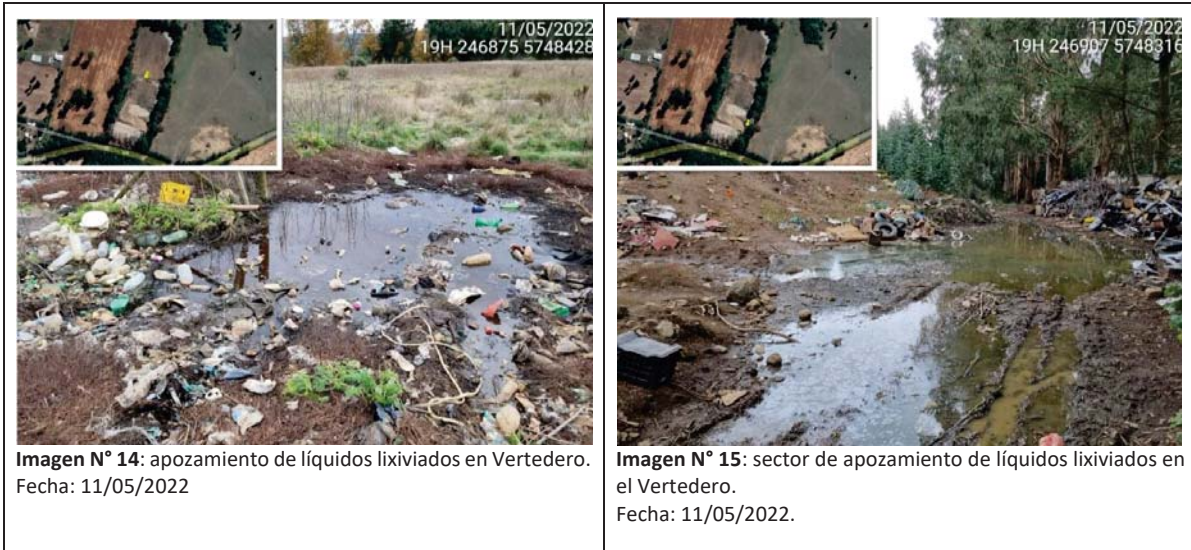 11/05/2022
19H 246875 5748428
11/05/2022
19H 246907 5748316
Imagen N° 14: apozamiento de líquidos lixiviados en Vertedero.
Fecha: 11/05/2022
Imagen N° 15: sector de apozamiento de líquidos lixiviados en
el Vertedero.
Fecha: 11/05/2022.